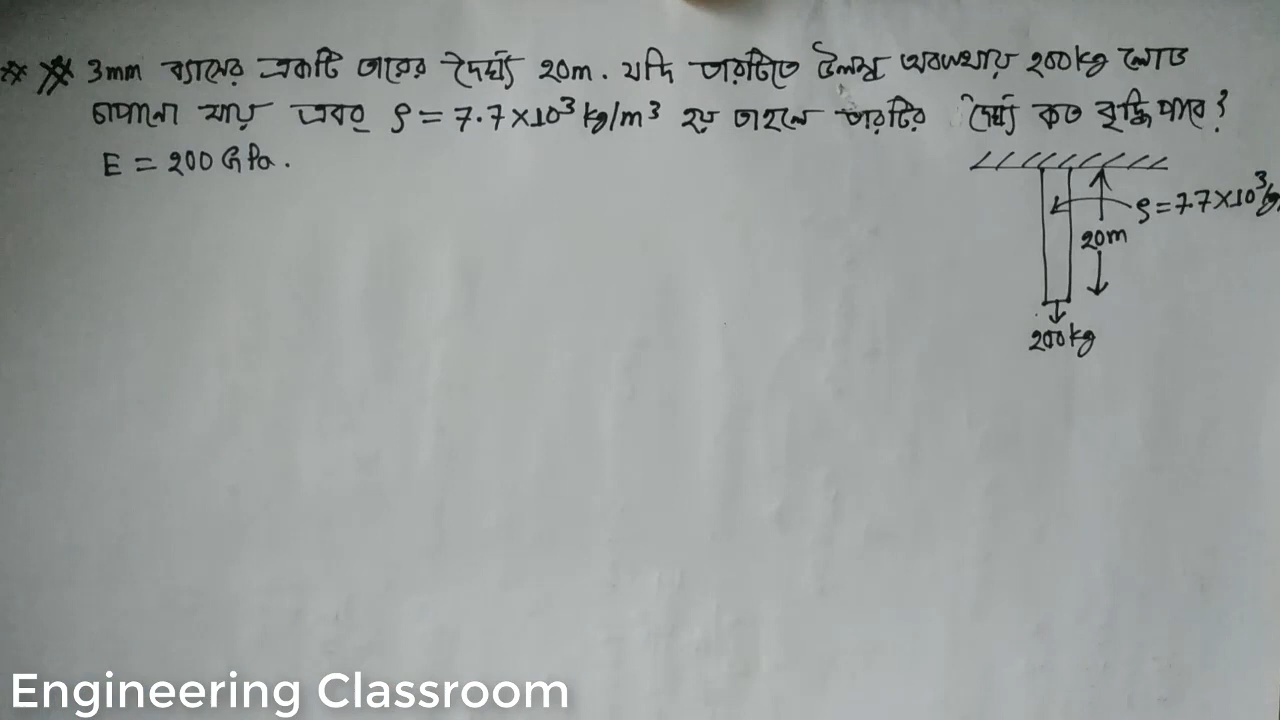 ** 3mm ব্যাসের একটি তারের দৈর্ঘ্য 20m. যদি তারটিতে উলম্ব অবস্থায় 200kg লোড
চাপানো যায় এবং ρ = 7.7×10³ kg/m³ হয় তাহলে তারটির দৈর্ঘ্য কত বৃদ্ধি পাবে?
E = 200 GPa.
ρ = 7.7×10³
20m
200kg
Engineering Classroom